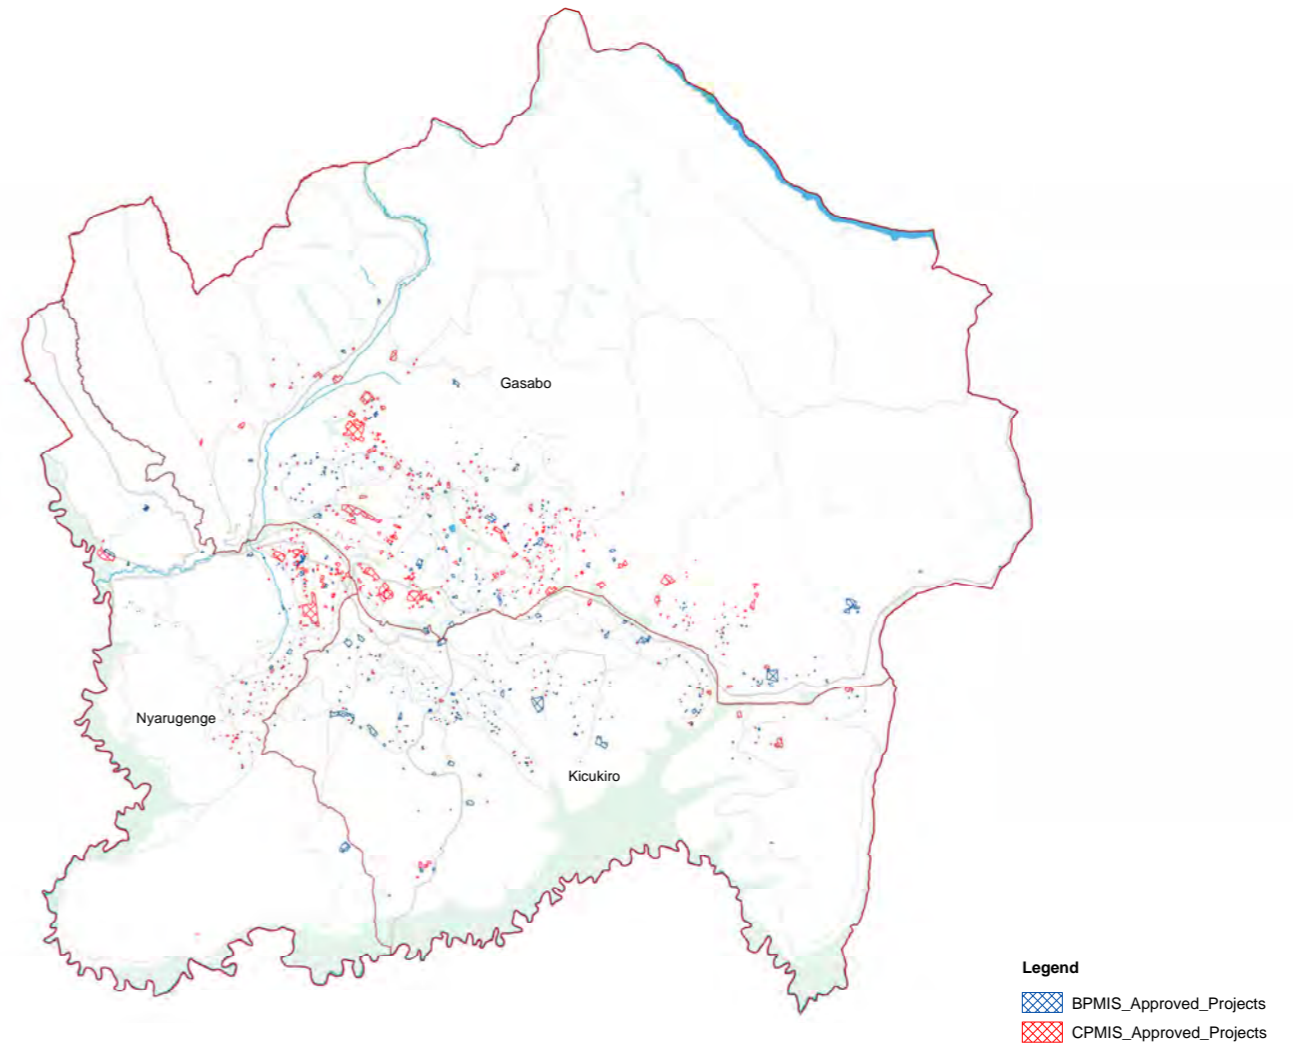 Gasabo
Nyarugenge
Kicukiro
Legend
BPMIS_Approved_Projects
CPMIS_Approved_Projects